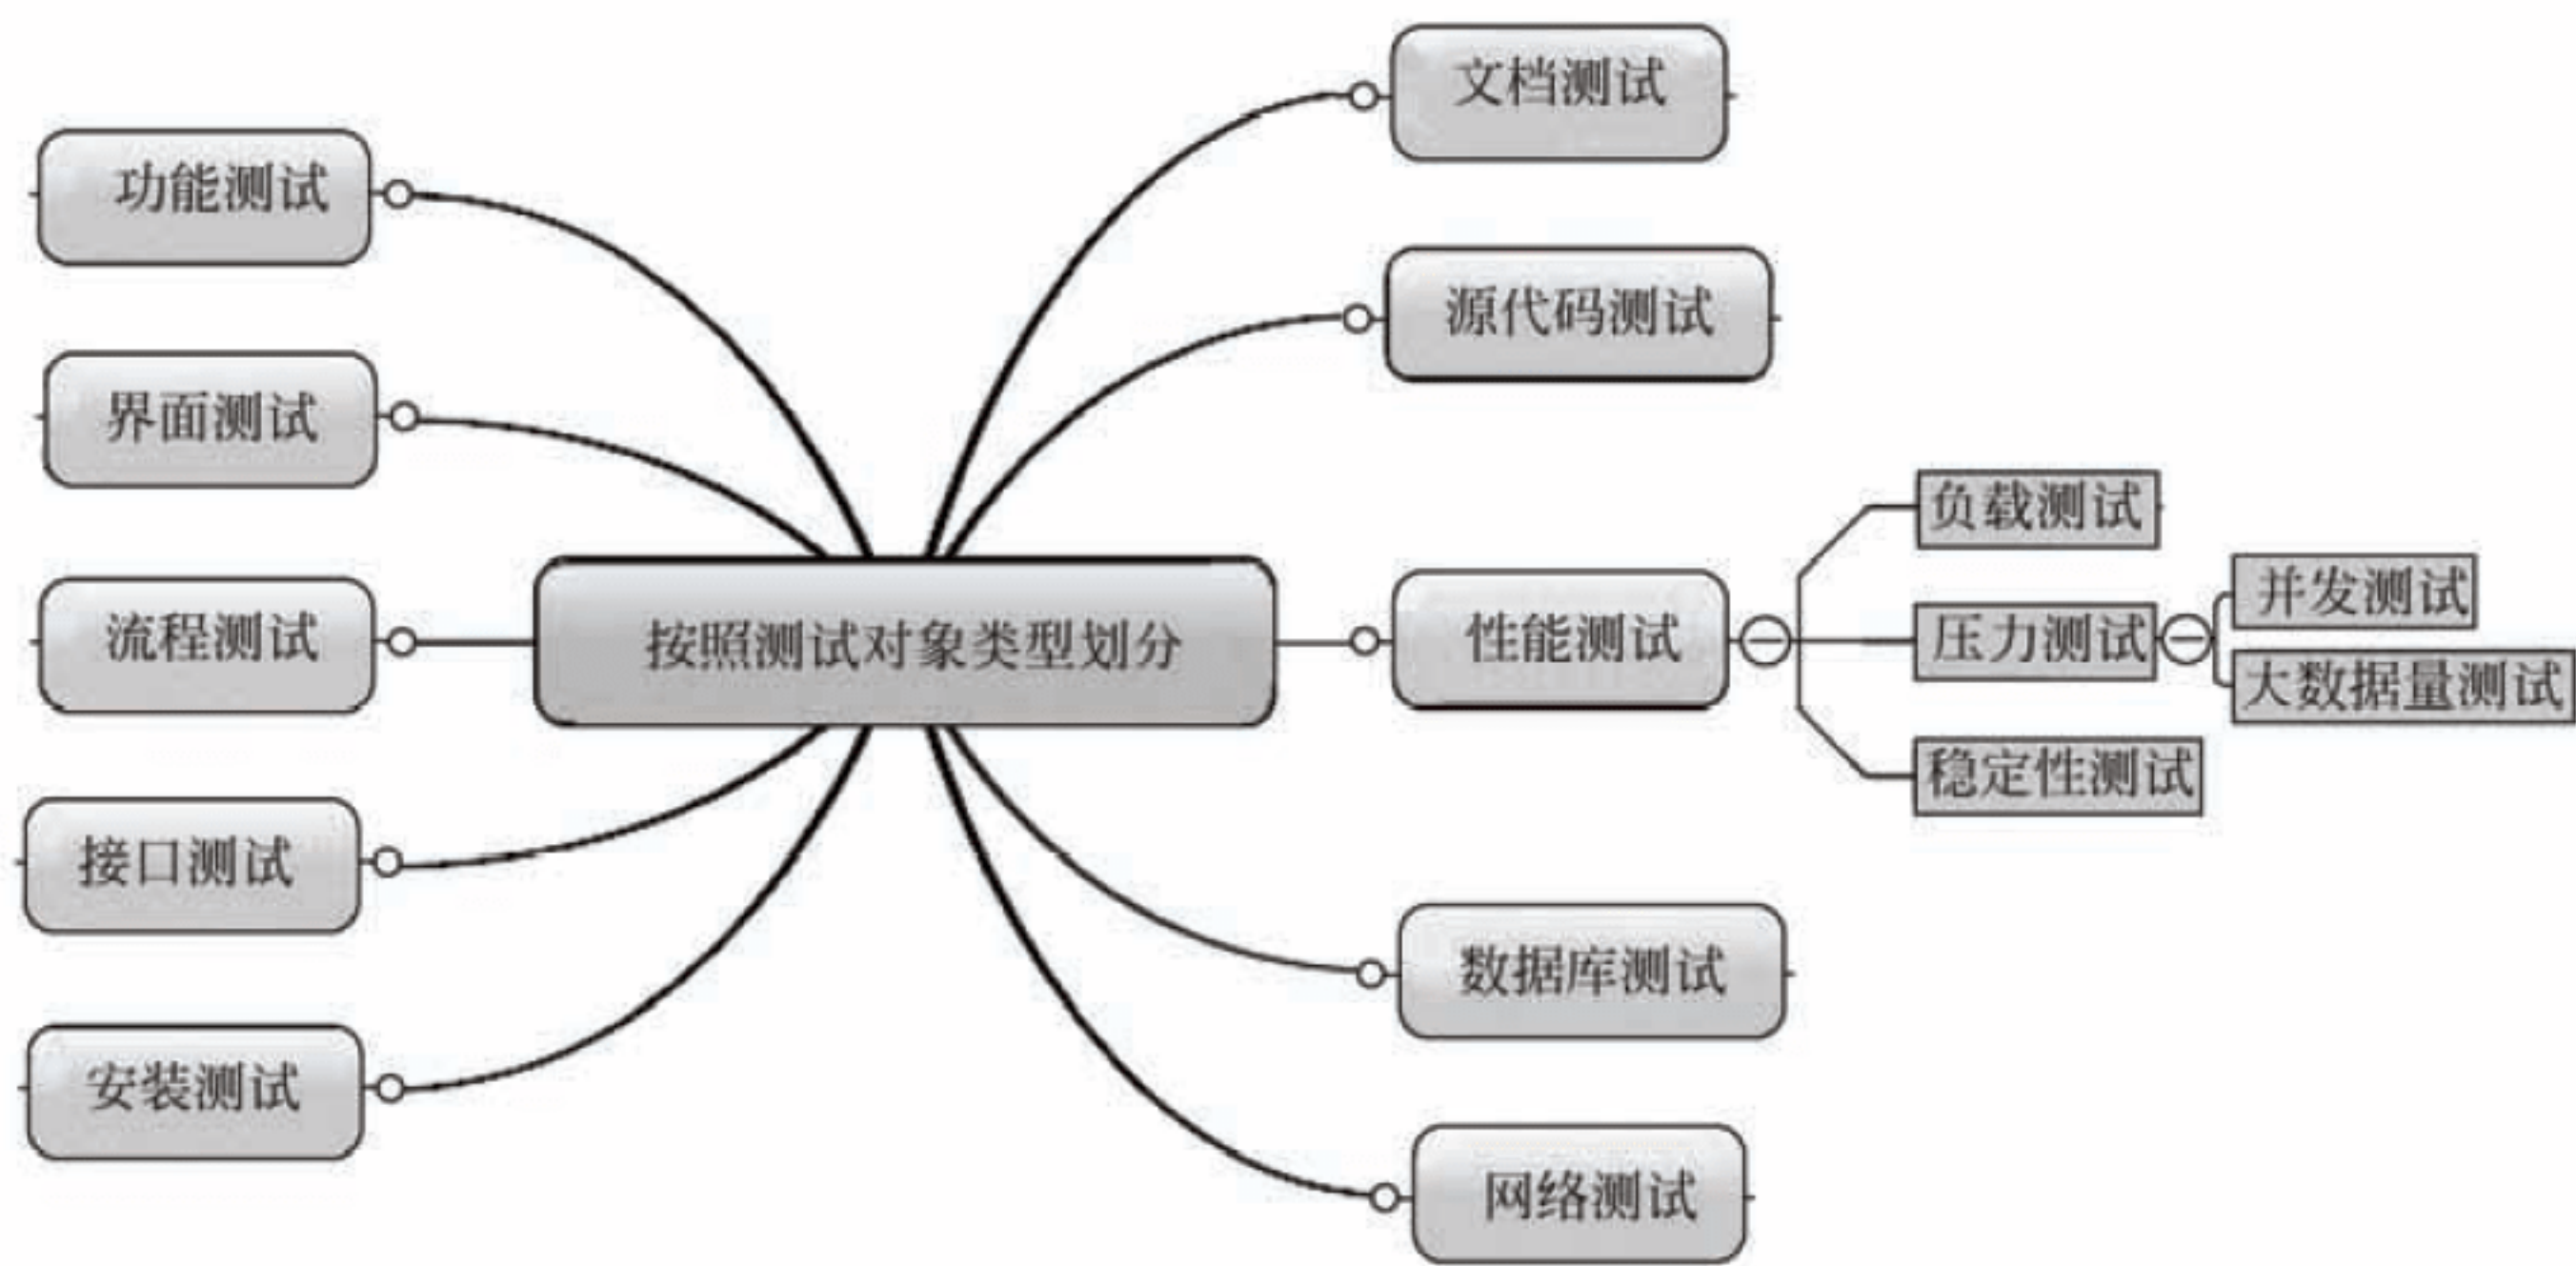 功能测试
界面测试
流程测试
接口测试
安装测试
按照测试对象类型划分
文档测试
源代码测试
性能测试
负载测试
压力测试
并发测试
大数据量测试
稳定性测试
数据库测试
网络测试